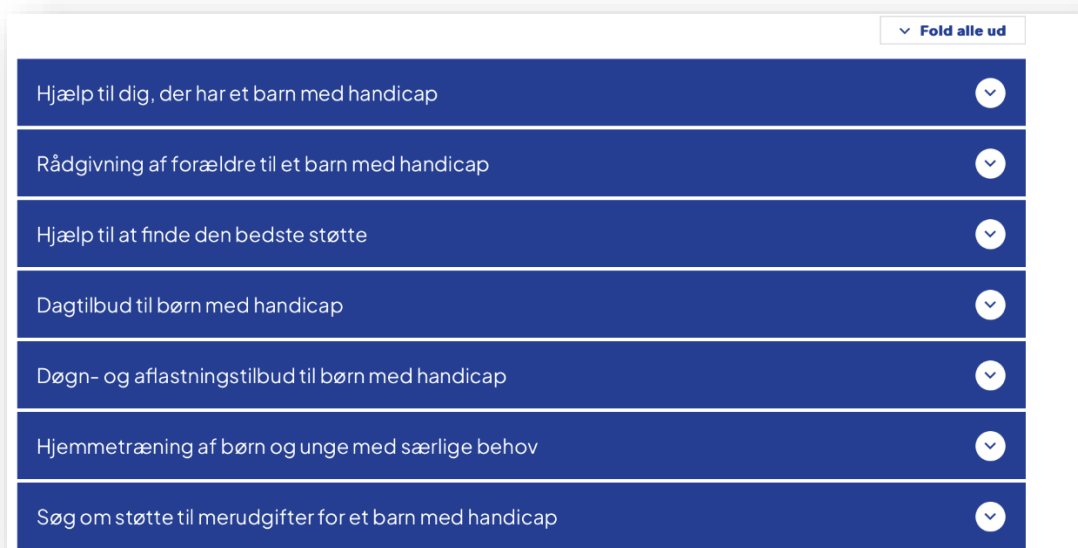 Fold alle ud
Hjælp til dig, der har et barn med handicap
Rådgivning af forældre til et barn med handicap
Hjælp til at finde den bedste støtte
Dagtilbud til børn med handicap
Døgn- og aflastningstilbud til børn med handicap
Hjemmetræning af børn og unge med særlige behov
Søg om støtte til merudgifter for et barn med handicap